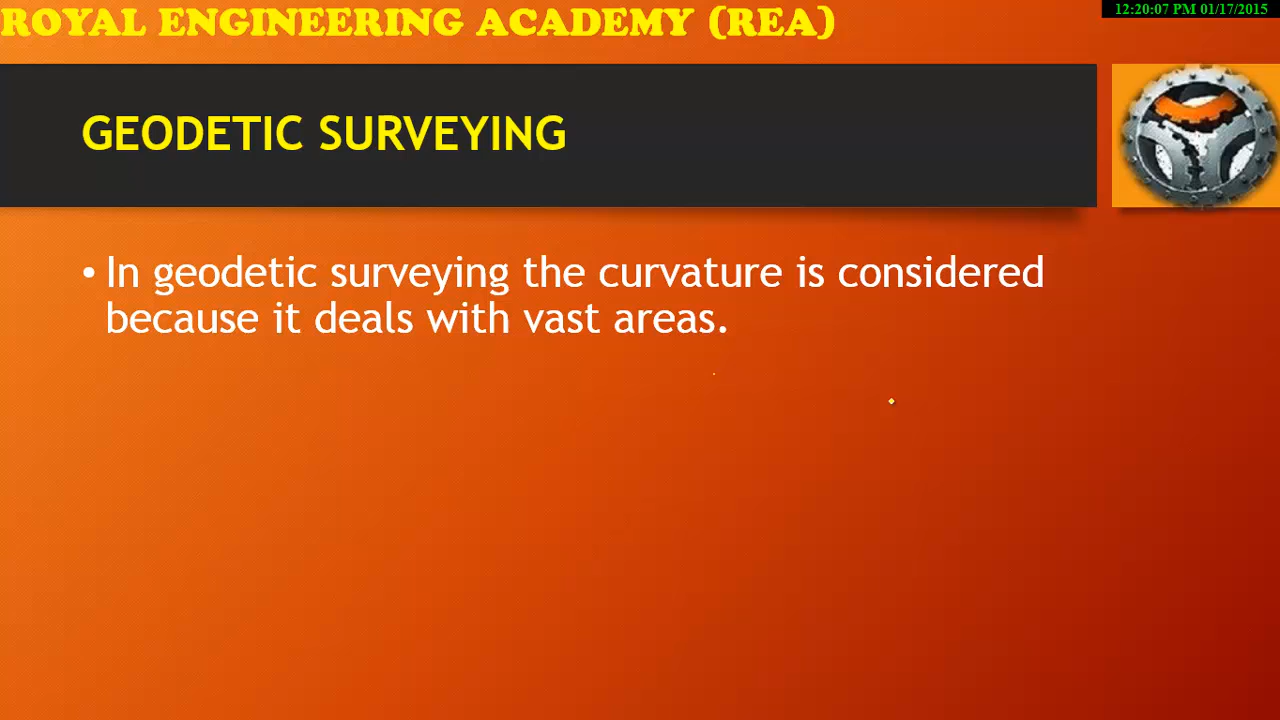 ROYAL ENGINEERING ACADEMY (REA)
12:20:07 PM 01/17/2015
GEODETIC SURVEYING
• In geodetic surveying the curvature is considered
because it deals with vast areas.